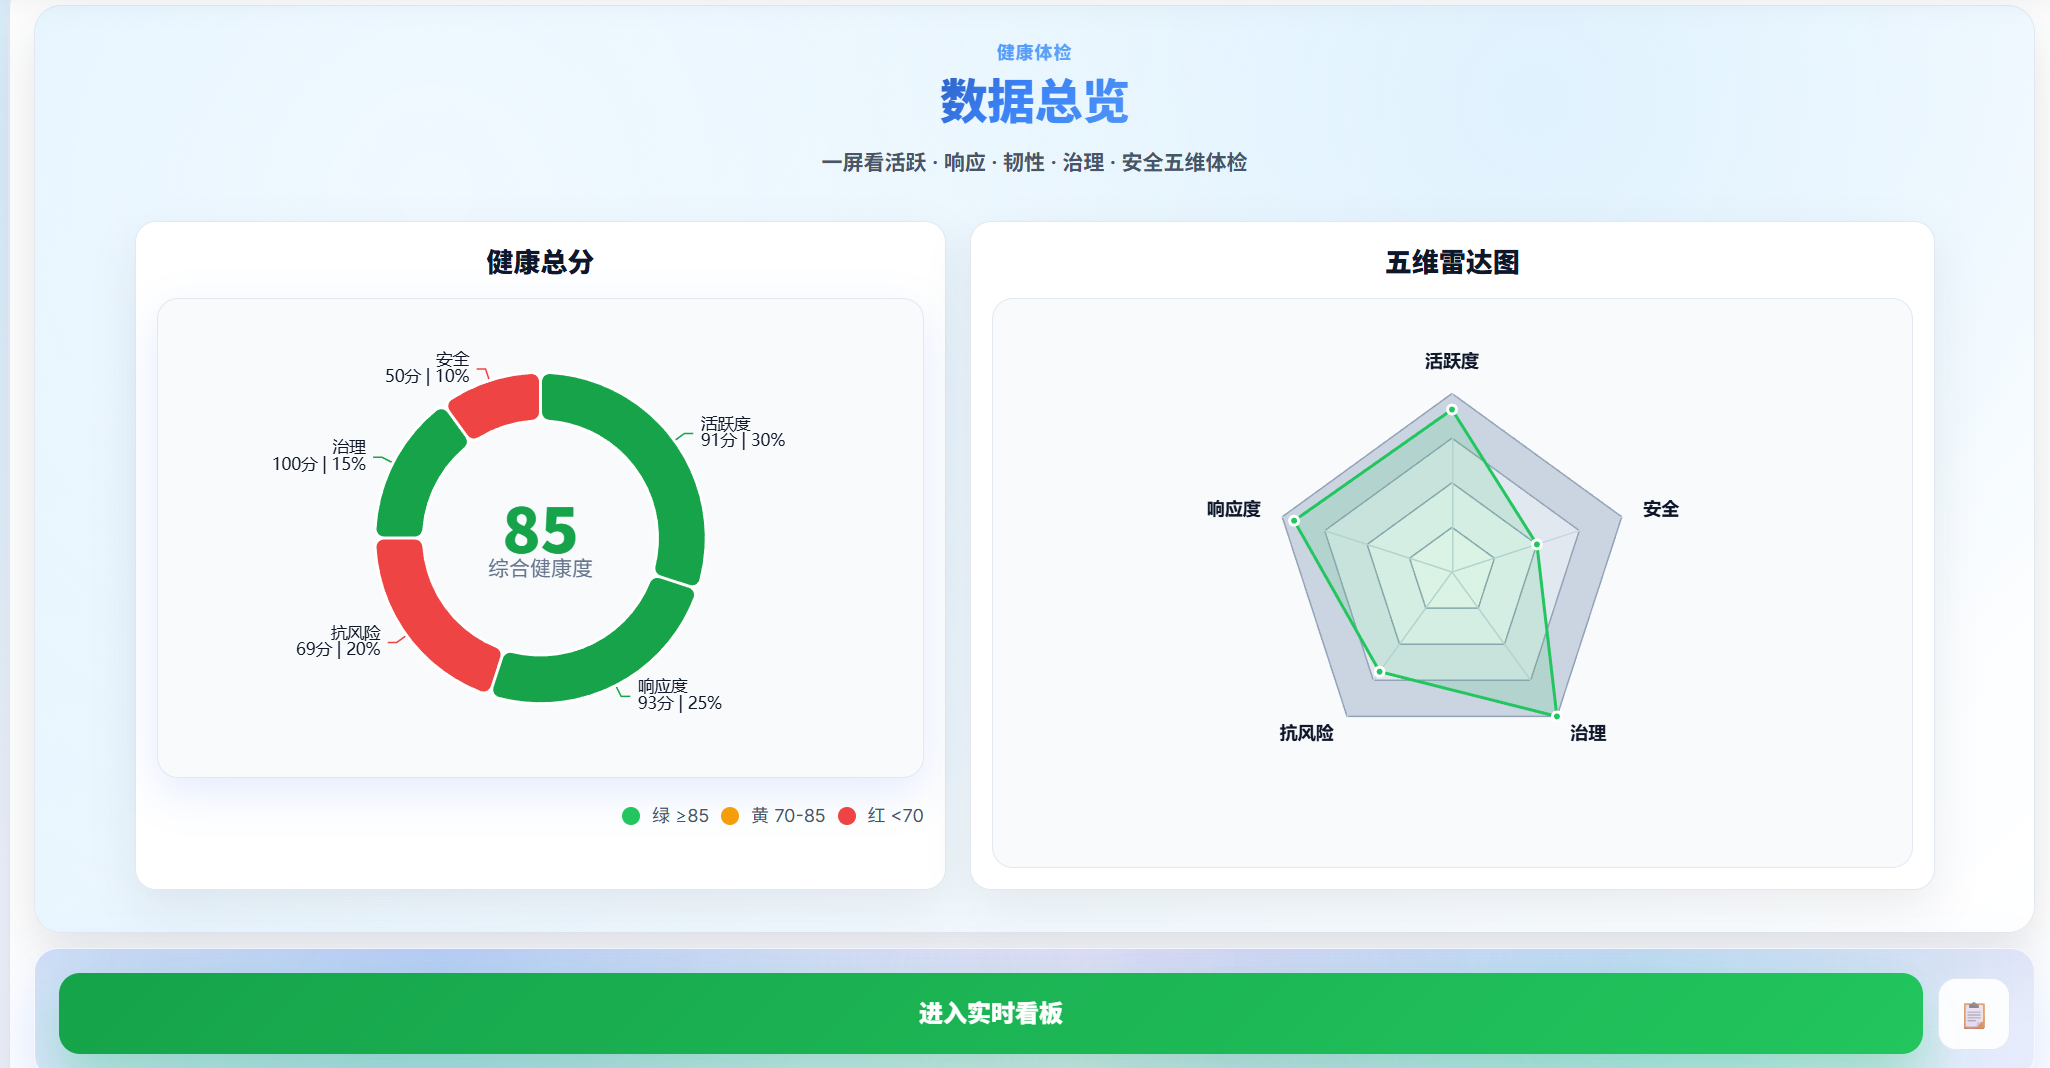 健康体检
数据总览
一屏看活跃 · 响应 · 韧性 · 治理 · 安全五维体检
健康总分
安全
50分 | 10%
活跃度
91分 | 30%
治理
100分 | 15%
85
综合健康度
抗风险
69分 | 20%
响应度
93分 | 25%
绿 ≥85
黄 70-85
红 <70
五维雷达图
活跃度
响应度
安全
抗风险
治理
进入实时看板